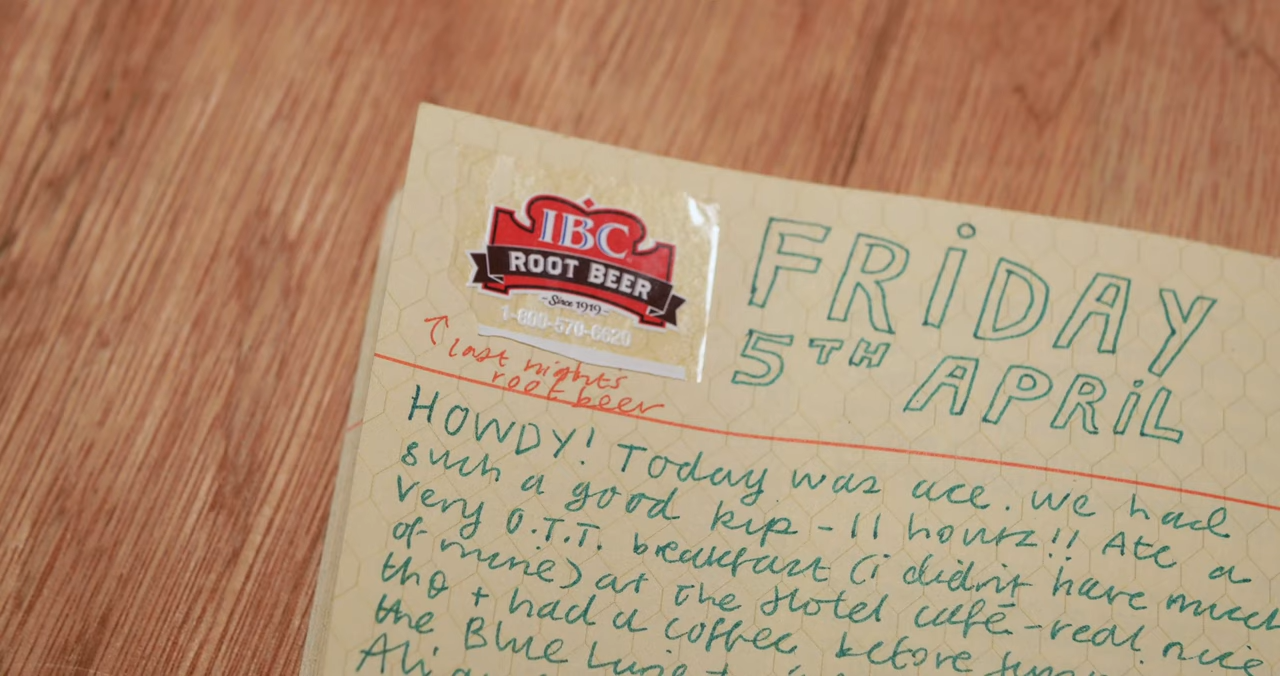 IBC
ROOT BEER
-Since 1919-
1-800-570-6620
FRiDAY
5TH APRiL
last nights
root beer
HOWDY! Today was ace. we had
such a good kip - 11 hours!! Ate a
very O.T.T. breakfast (i didn't have much
of mine) at the Hotel café - real nice
tho + had a coffee before
the Blue
Ali